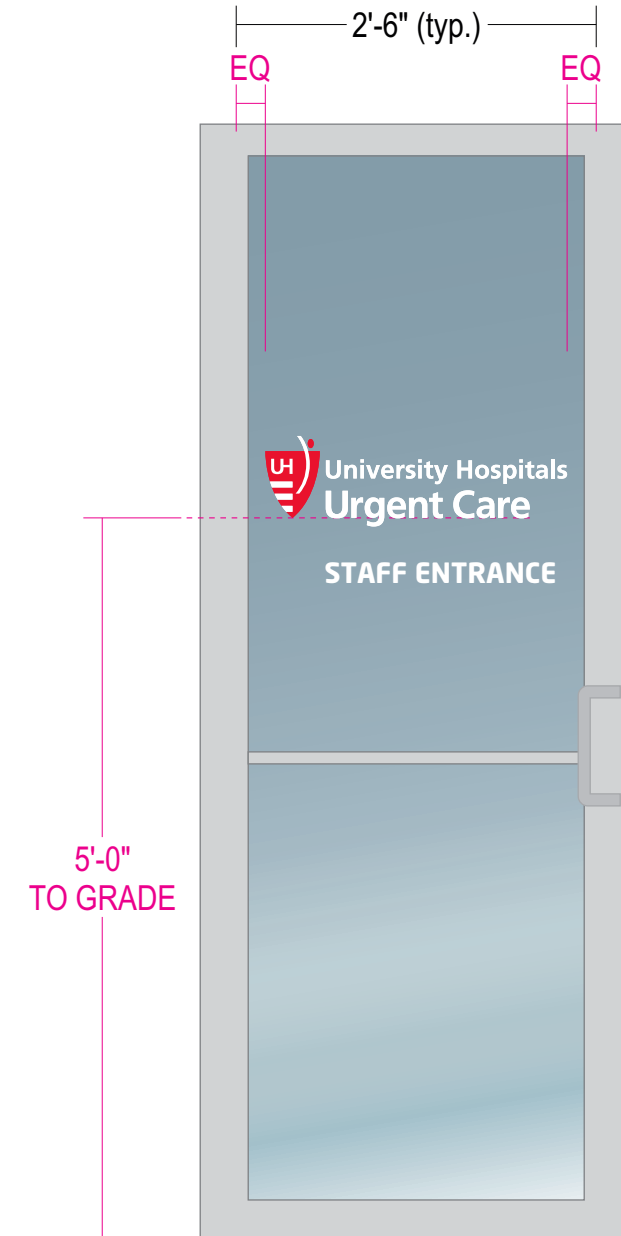 2'-6" (typ.)
EQ EQ
UH
University Hospitals
Urgent Care
STAFF ENTRANCE
5'-0"
TO GRADE